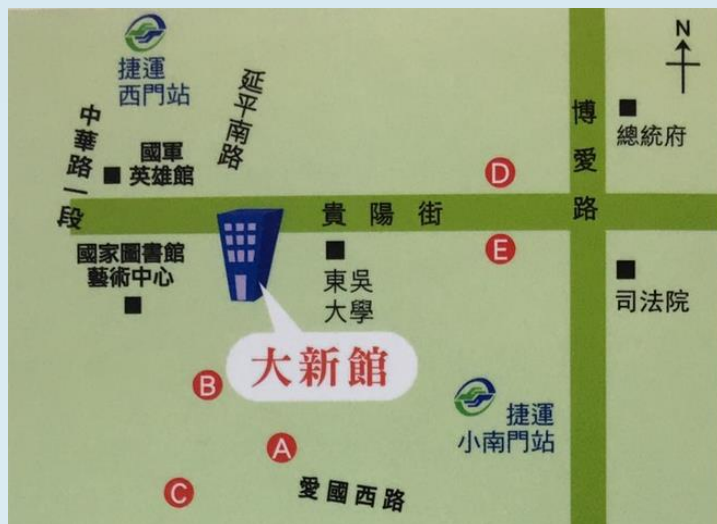 N
捷運
西門站
延平南路
中華路一段
國軍
英雄館
博愛路
總統府
D
貴陽街
國家圖書館
藝術中心
東吳
大學
E
司法院
大新館
B
捷運
小南門站
A
C
愛國西路